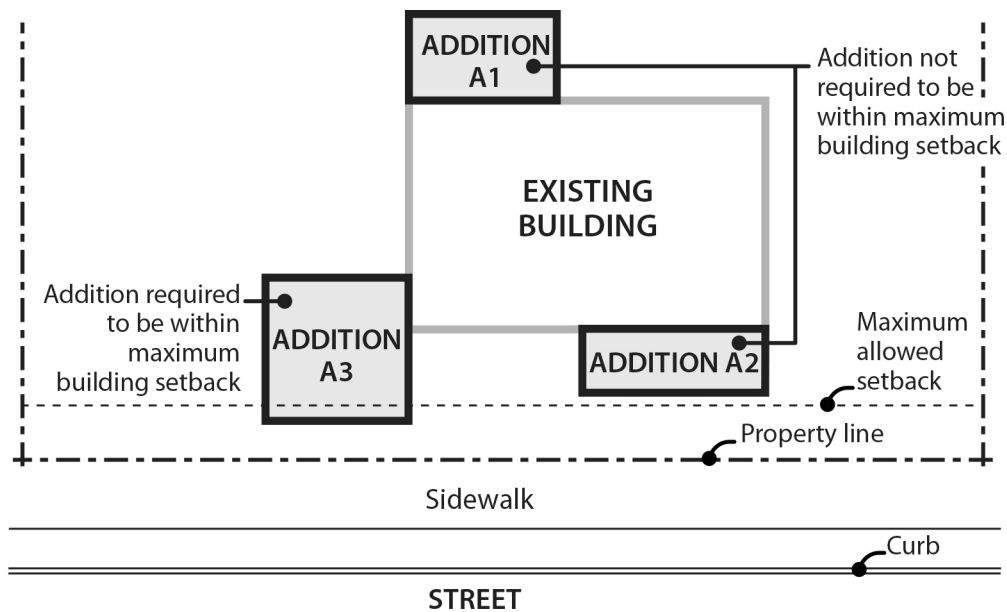 ADDITION
A1
Addition not
required to be
within maximum
building setback
EXISTING
BUILDING
Addition required
to be within
maximum
building setback
ADDITION
A3
ADDITION A2
Maximum
allowed
setback
Property line
Sidewalk
Curb
STREET